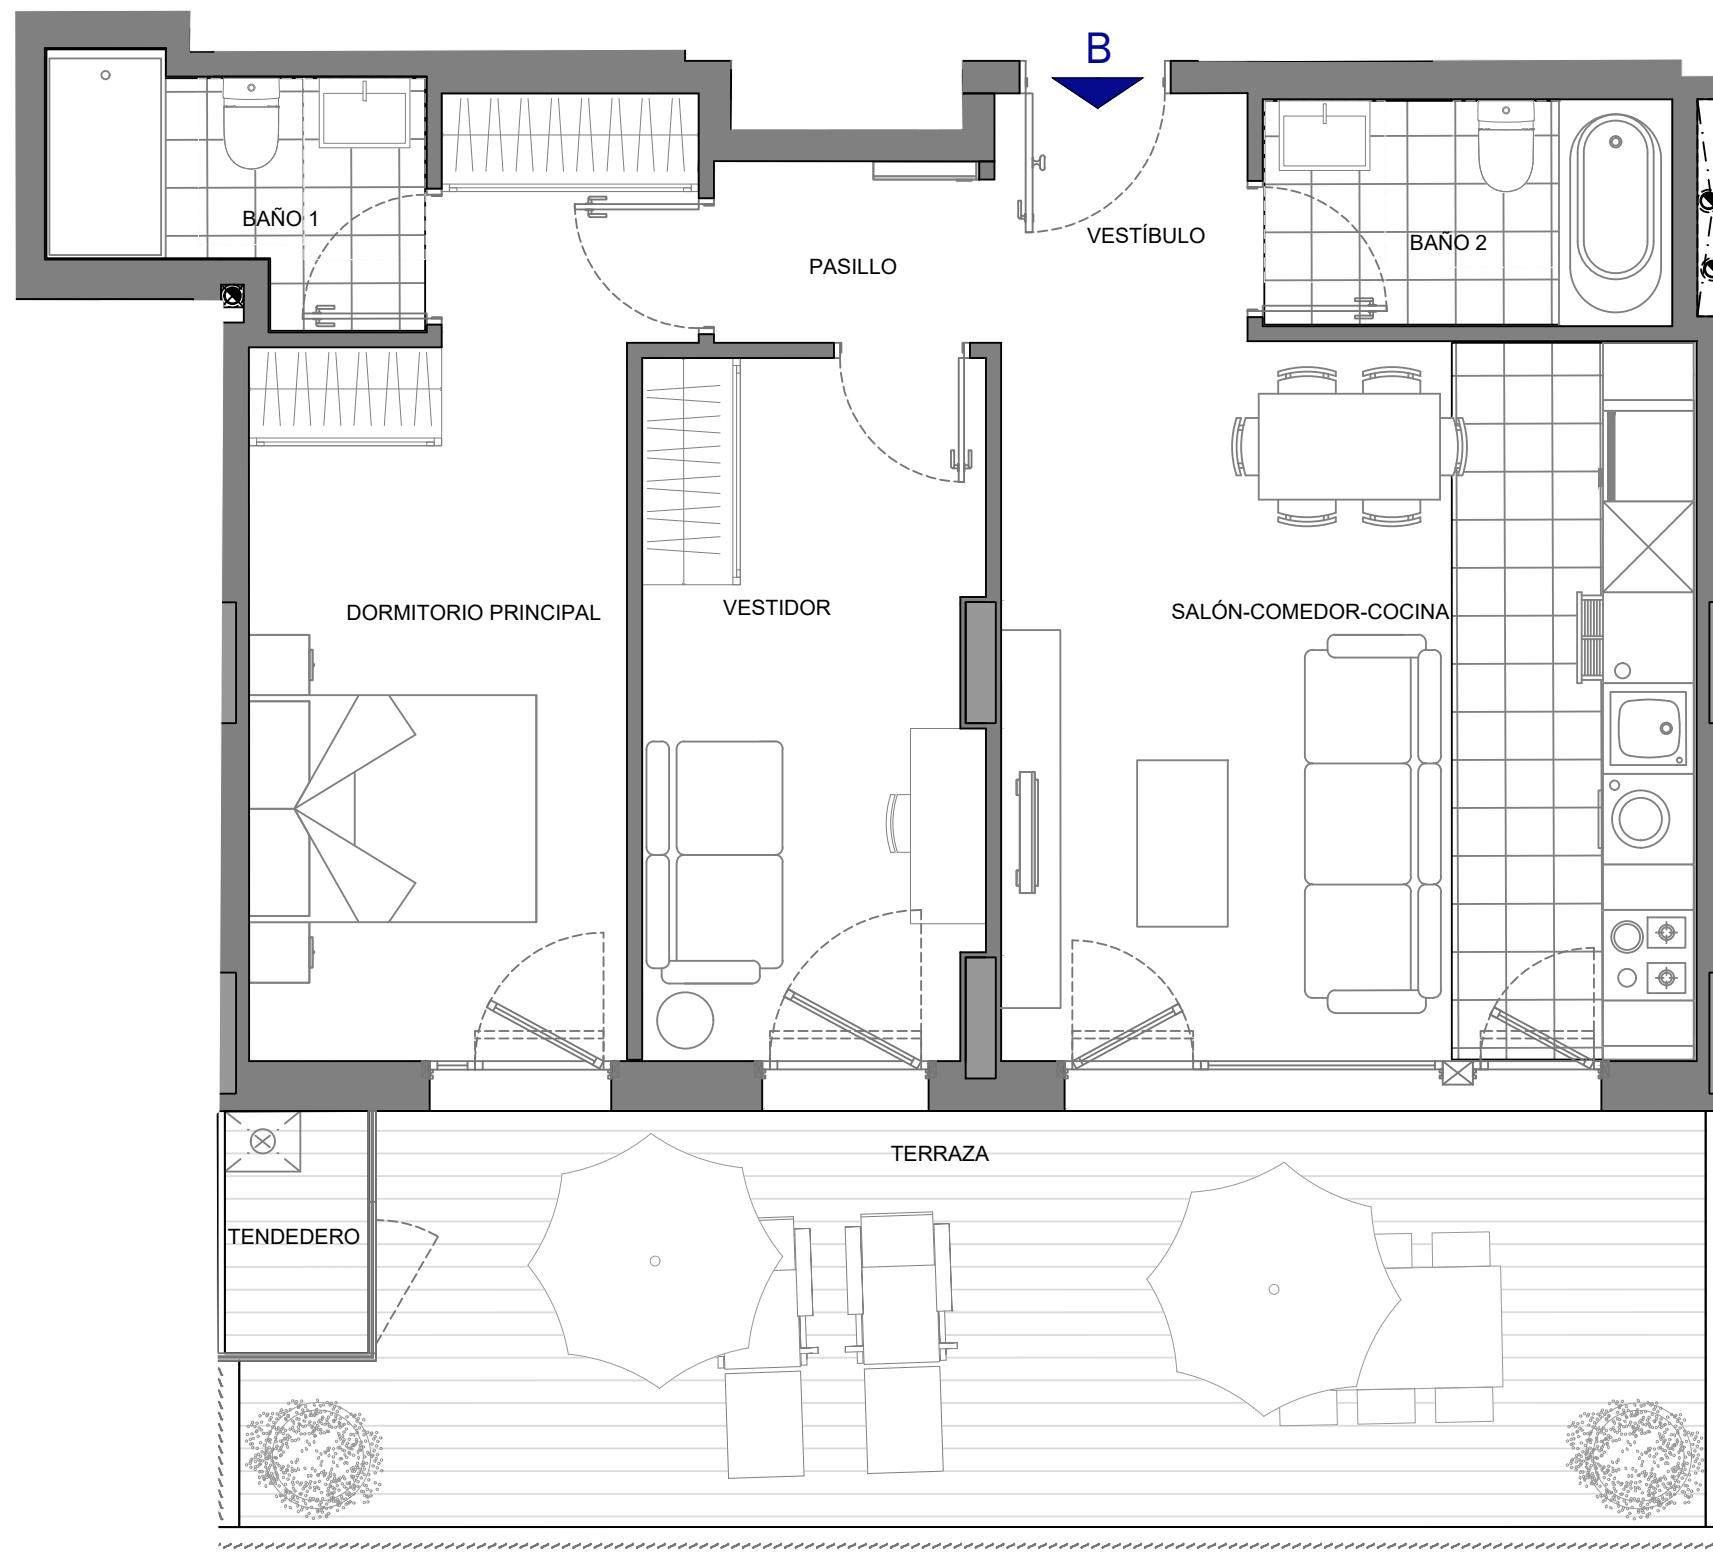 B
BAÑO 1
PASILLO
VESTÍBULO
BAÑO 2
DORMITORIO PRINCIPAL
VESTIDOR
SALÓN-COMEDOR-COCINA
TERRAZA
TENDEDERO